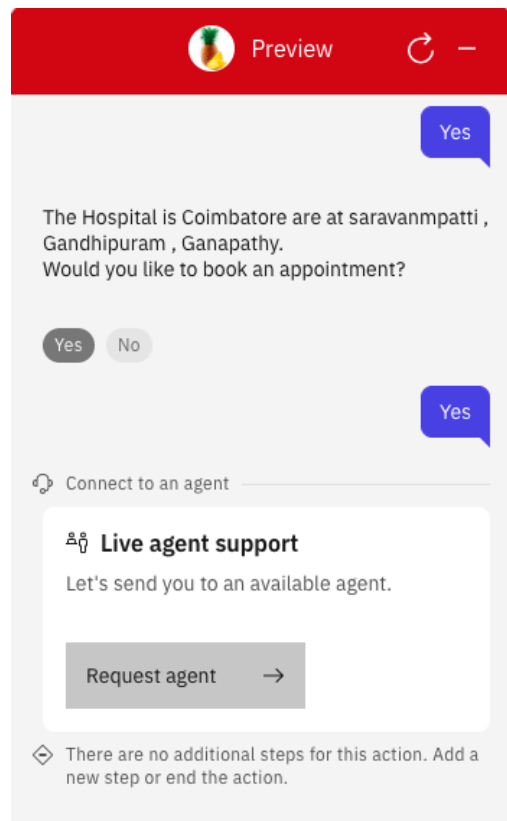 Preview
Yes
The Hospital is Coimbatore are at saravanmpatti ,
Gandhipuram , Ganapathy.
Would you like to book an appointment?
Yes No
Yes
Connect to an agent
Live agent support
Let's send you to an available agent.
Request agent
There are no additional steps for this action. Add a
new step or end the action.